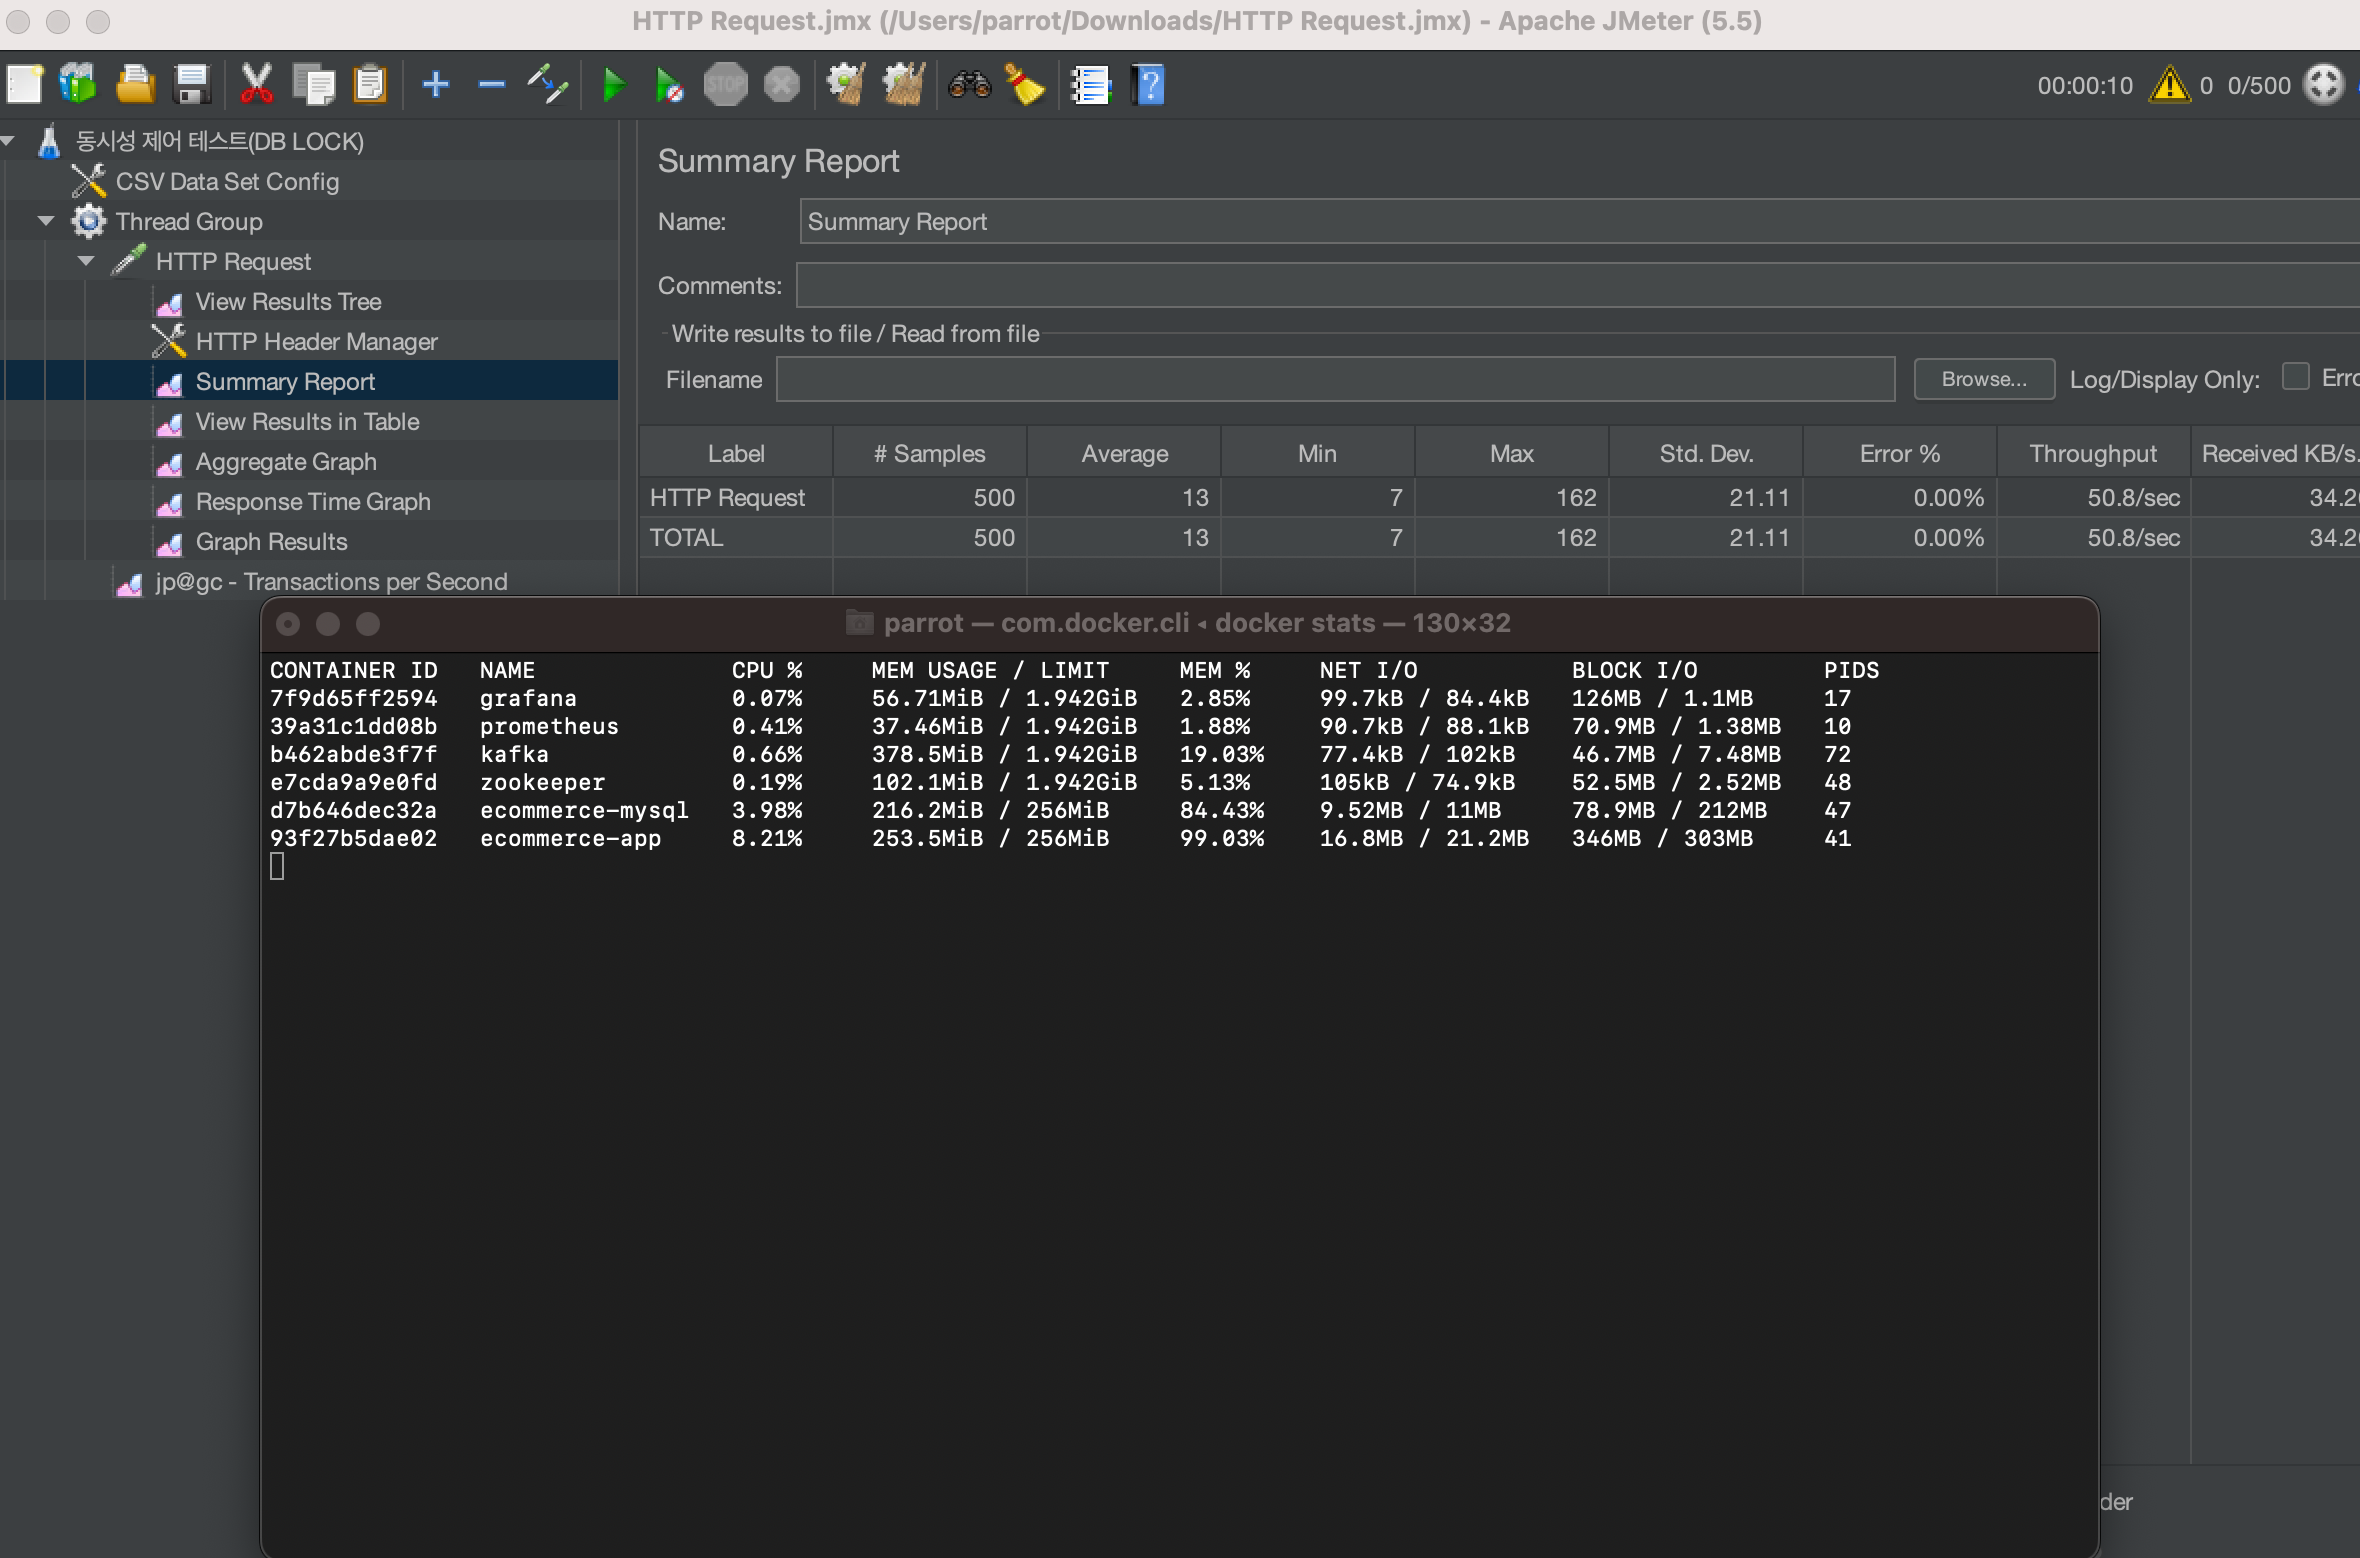 HTTP Request.jmx (/Users/parrot/Downloads/HTTP Request.jmx) - Apache JMeter (5.5)
STOP
00:00:10 0 0/500
동시성 제어 테스트(DB LOCK)
CSV Data Set Config
Thread Group
HTTP Request
View Results Tree
HTTP Header Manager
Summary Report
View Results in Table
Aggregate Graph
Response Time Graph
Graph Results
jp@gc - Transactions per Second
Summary Report
Name: Summary Report
Comments:
Write results to file / Read from file
Filename Browse... Log/Display Only: Erro
Label # Samples Average Min Max Std. Dev. Error % Throughput Received KB/s.
HTTP Request 500 13 7 162 21.11 0.00% 50.8/sec 34.2
TOTAL 500 13 7 162 21.11 0.00% 50.8/sec 34.2
parrot — com.docker.cli ◂ docker stats — 130×32
CONTAINER ID NAME CPU % MEM USAGE / LIMIT MEM % NET I/O BLOCK I/O PIDS
7f9d65ff2594 grafana 0.07% 56.71MiB / 1.942GiB 2.85% 99.7kB / 84.4kB 126MB / 1.1MB 17
39a31c1dd08b prometheus 0.41% 37.46MiB / 1.942GiB 1.88% 90.7kB / 88.1kB 70.9MB / 1.38MB 10
b462abde3f7f kafka 0.66% 378.5MiB / 1.942GiB 19.03% 77.4kB / 102kB 46.7MB / 7.48MB 72
e7cda9a9e0fd zookeeper 0.19% 102.1MiB / 1.942GiB 5.13% 105kB / 74.9kB 52.5MB / 2.52MB 48
d7b646dec32a ecommerce-mysql 3.98% 216.2MiB / 256MiB 84.43% 9.52MB / 11MB 78.9MB / 212MB 47
93f27b5dae02 ecommerce-app 8.21% 253.5MiB / 256MiB 99.03% 16.8MB / 21.2MB 346MB / 303MB 41
der